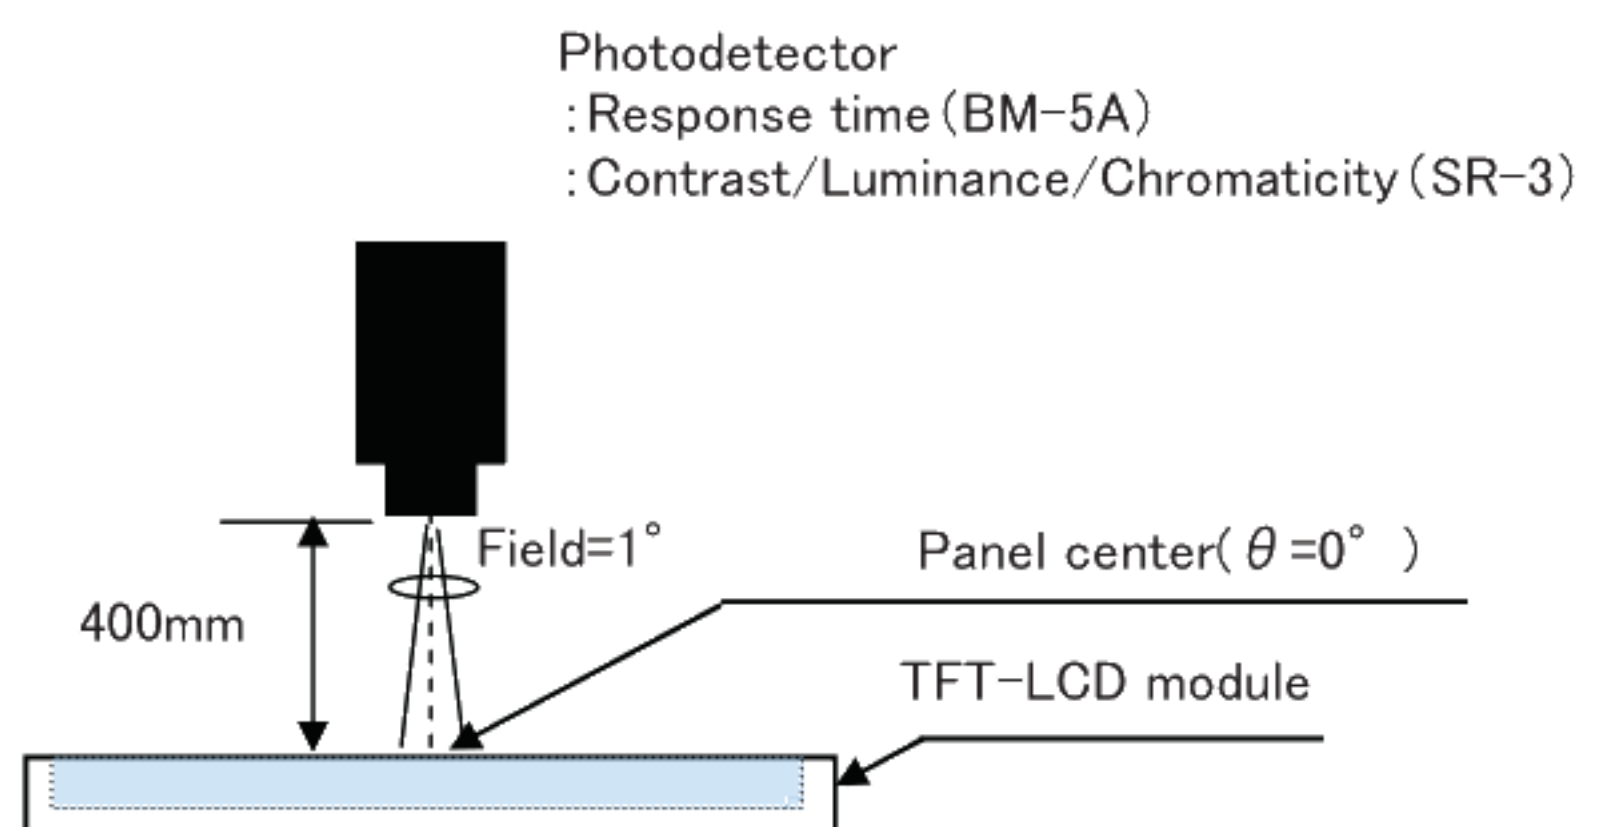 Photodetector
:Response time(BM-5A)
:Contrast/Luminance/Chromaticity(SR-3)
Field=1°
Panel center( θ =0° )
400mm
TFT-LCD module